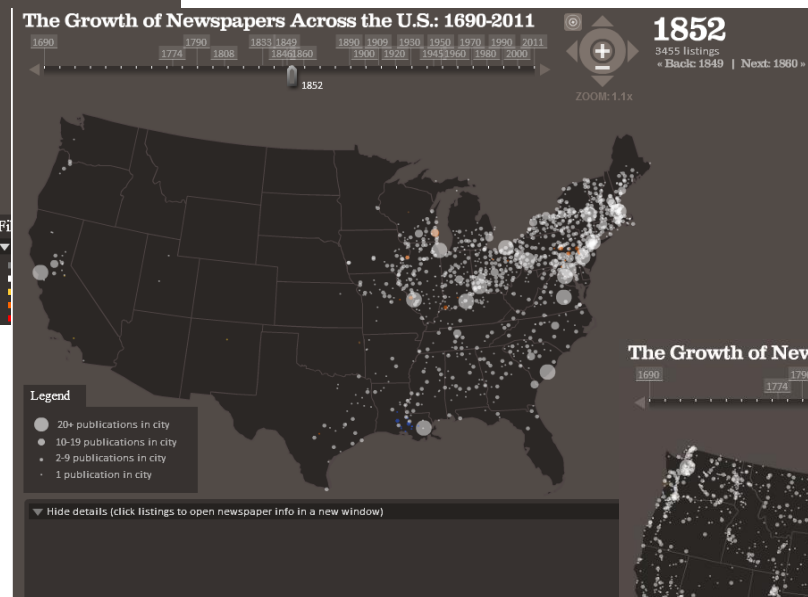 The Growth of Newspapers Across the U.S.: 1690-2011
1690 1790 1833 1849 1890 1909 1930 1950 1970 1990 2011
1774 1808 1846 1860 1900 1920 1945 1960 1980 2000
1852
ZOOM: 1.1x
1852
3455 listings
« Back: 1849 | Next: 1860 »
Legend
20+ publications in city
10-19 publications in city
2-9 publications in city
1 publication in city
Hide details (click listings to open newspaper info in a new window)
The Growth of New
1690
1774